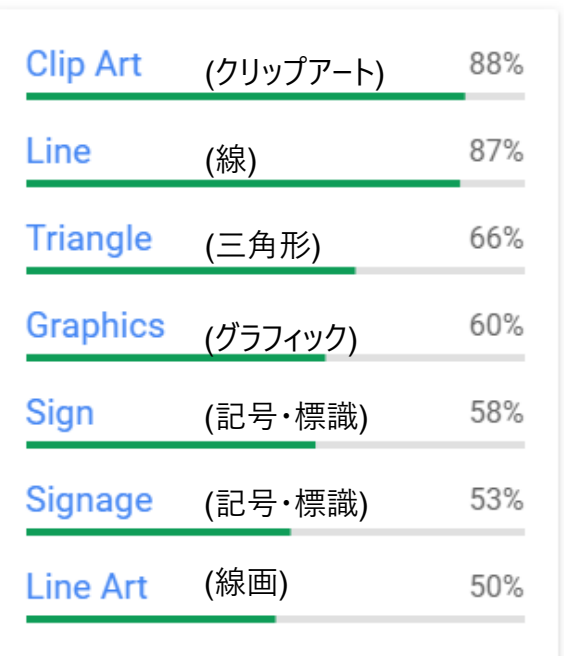 Clip Art (クリップアート) 88%
Line (線) 87%
Triangle (三角形) 66%
Graphics (グラフィック) 60%
Sign (記号・標識) 58%
Signage (記号・標識) 53%
Line Art (線画) 50%